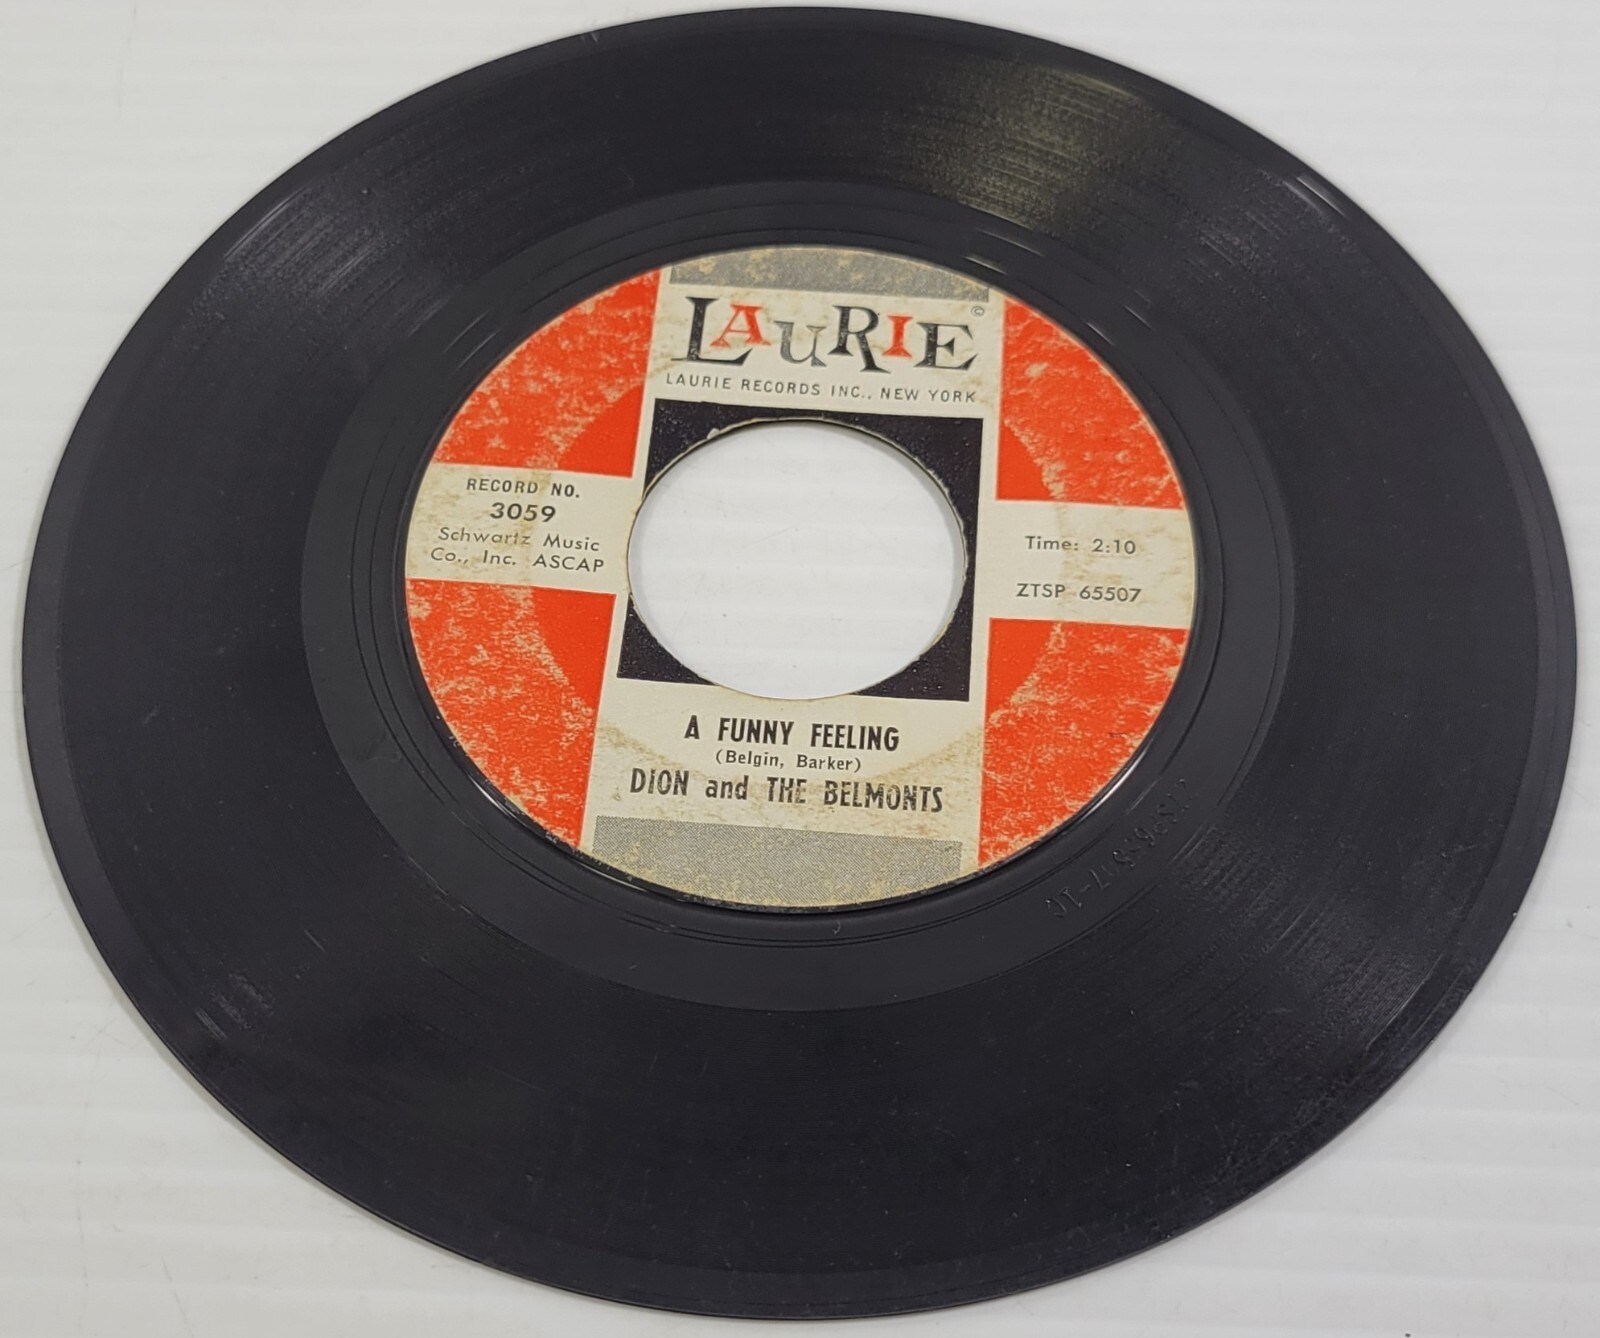 LAURIE ©
LAURIE RECORDS INC., NEW YORK
RECORD NO.
3059
Schwartz Music
Co., Inc. ASCAP
Time: 2:10
ZTSP 65507
A FUNNY FEELING
(Belgin, Barker)
DION and THE BELMONTS